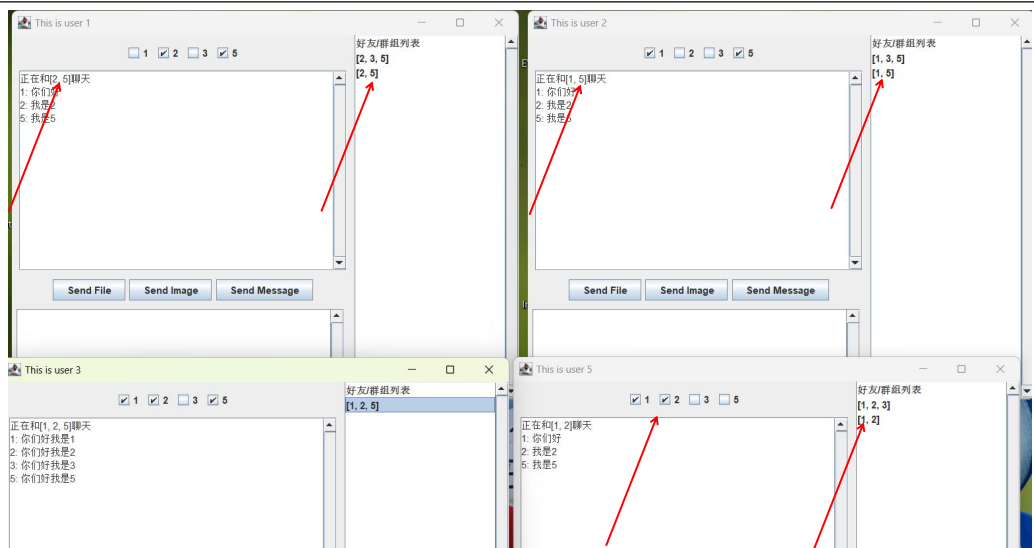 This is user 1
1 2 3 5
正在和[2, 5]聊天
1: 你们好
2: 我是2
5: 我是5
好友/群组列表
[2, 3, 5]
[2, 5]
Send File Send Image Send Message
This is user 2
1 2 3 5
正在和[1, 5]聊天
1: 你们好
2: 我是2
5: 我是5
好友/群组列表
[1, 3, 5]
[1, 5]
Send File Send Image Send Message
This is user 3
1 2 3 5
正在和[1, 2, 5]聊天
1: 你们好我是1
2: 你们好我是2
3: 你们好我是3
5: 你们好我是5
好友/群组列表
[1, 2, 5]
This is user 5
1 2 3 5
正在和[1, 2]聊天
1: 你们好
2: 我是2
5: 我是5
好友/群组列表
[1, 2, 3]
[1, 2]